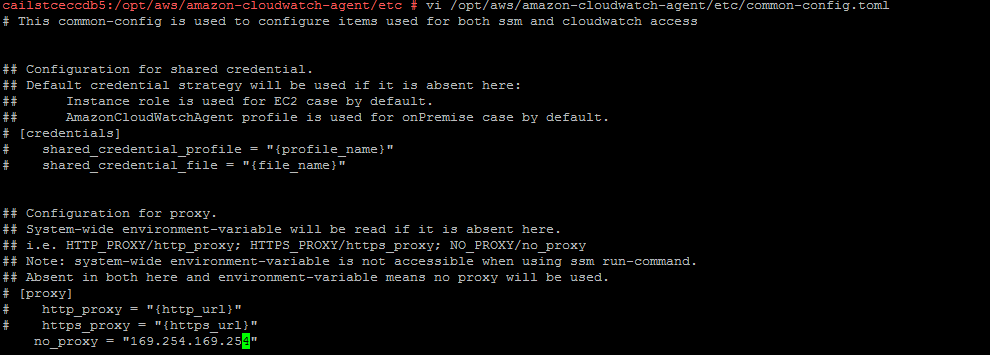 cailstceccdb5:/opt/aws/amazon-cloudwatch-agent/etc # vi /opt/aws/amazon-cloudwatch-agent/etc/common-config.toml
# This common-config is used to configure items used for both ssm and cloudwatch access
## Configuration for shared credential.
## Default credential strategy will be used if it is absent here:
##      Instance role is used for EC2 case by default.
##      AmazonCloudWatchAgent profile is used for onPremise case by default.
# [credentials]
#    shared_credential_profile = "{profile_name}"
#    shared_credential_file = "{file_name}"
## Configuration for proxy.
## System-wide environment-variable will be read if it is absent here.
## i.e. HTTP_PROXY/http_proxy; HTTPS_PROXY/https_proxy; NO_PROXY/no_proxy
## Note: system-wide environment-variable is not accessible when using ssm run-command.
## Absent in both here and environment-variable means no proxy will be used.
# [proxy]
#    http_proxy = "{http_url}"
#    https_proxy = "{https_url}"
    no_proxy = "169.254.169.254"